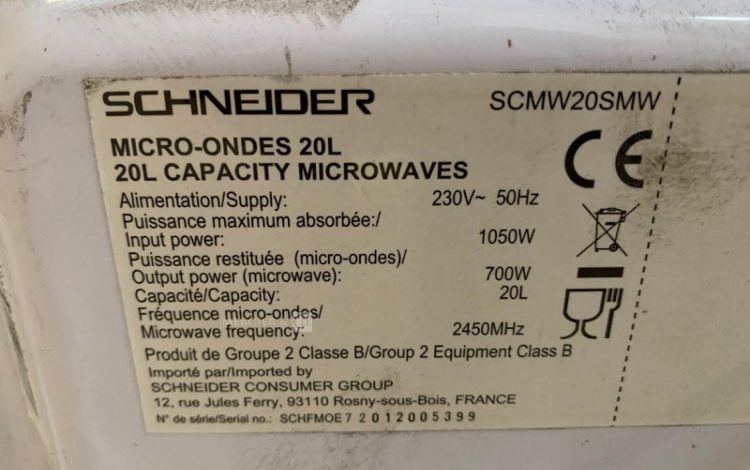 SCHNEIDER SCMW20SMW
MICRO-ONDES 20L
20L CAPACITY MICROWAVES
CE
Alimentation/Supply: 230V~ 50Hz
Puissance maximum absorbée:/
Input power: 1050W
Puissance restituée (micro-ondes)/
Output power (microwave): 700W
Capacité/Capacity: 20L
Fréquence micro-ondes/
Microwave frequency: 2450MHz
Produit de Groupe 2 Classe B/Group 2 Equipment Class B
Importé par/Imported by
SCHNEIDER CONSUMER GROUP
12, rue Jules Ferry, 93110 Rosny-sous-Bois, FRANCE
N° de série/Serial no.: SCHFMOE72012005399